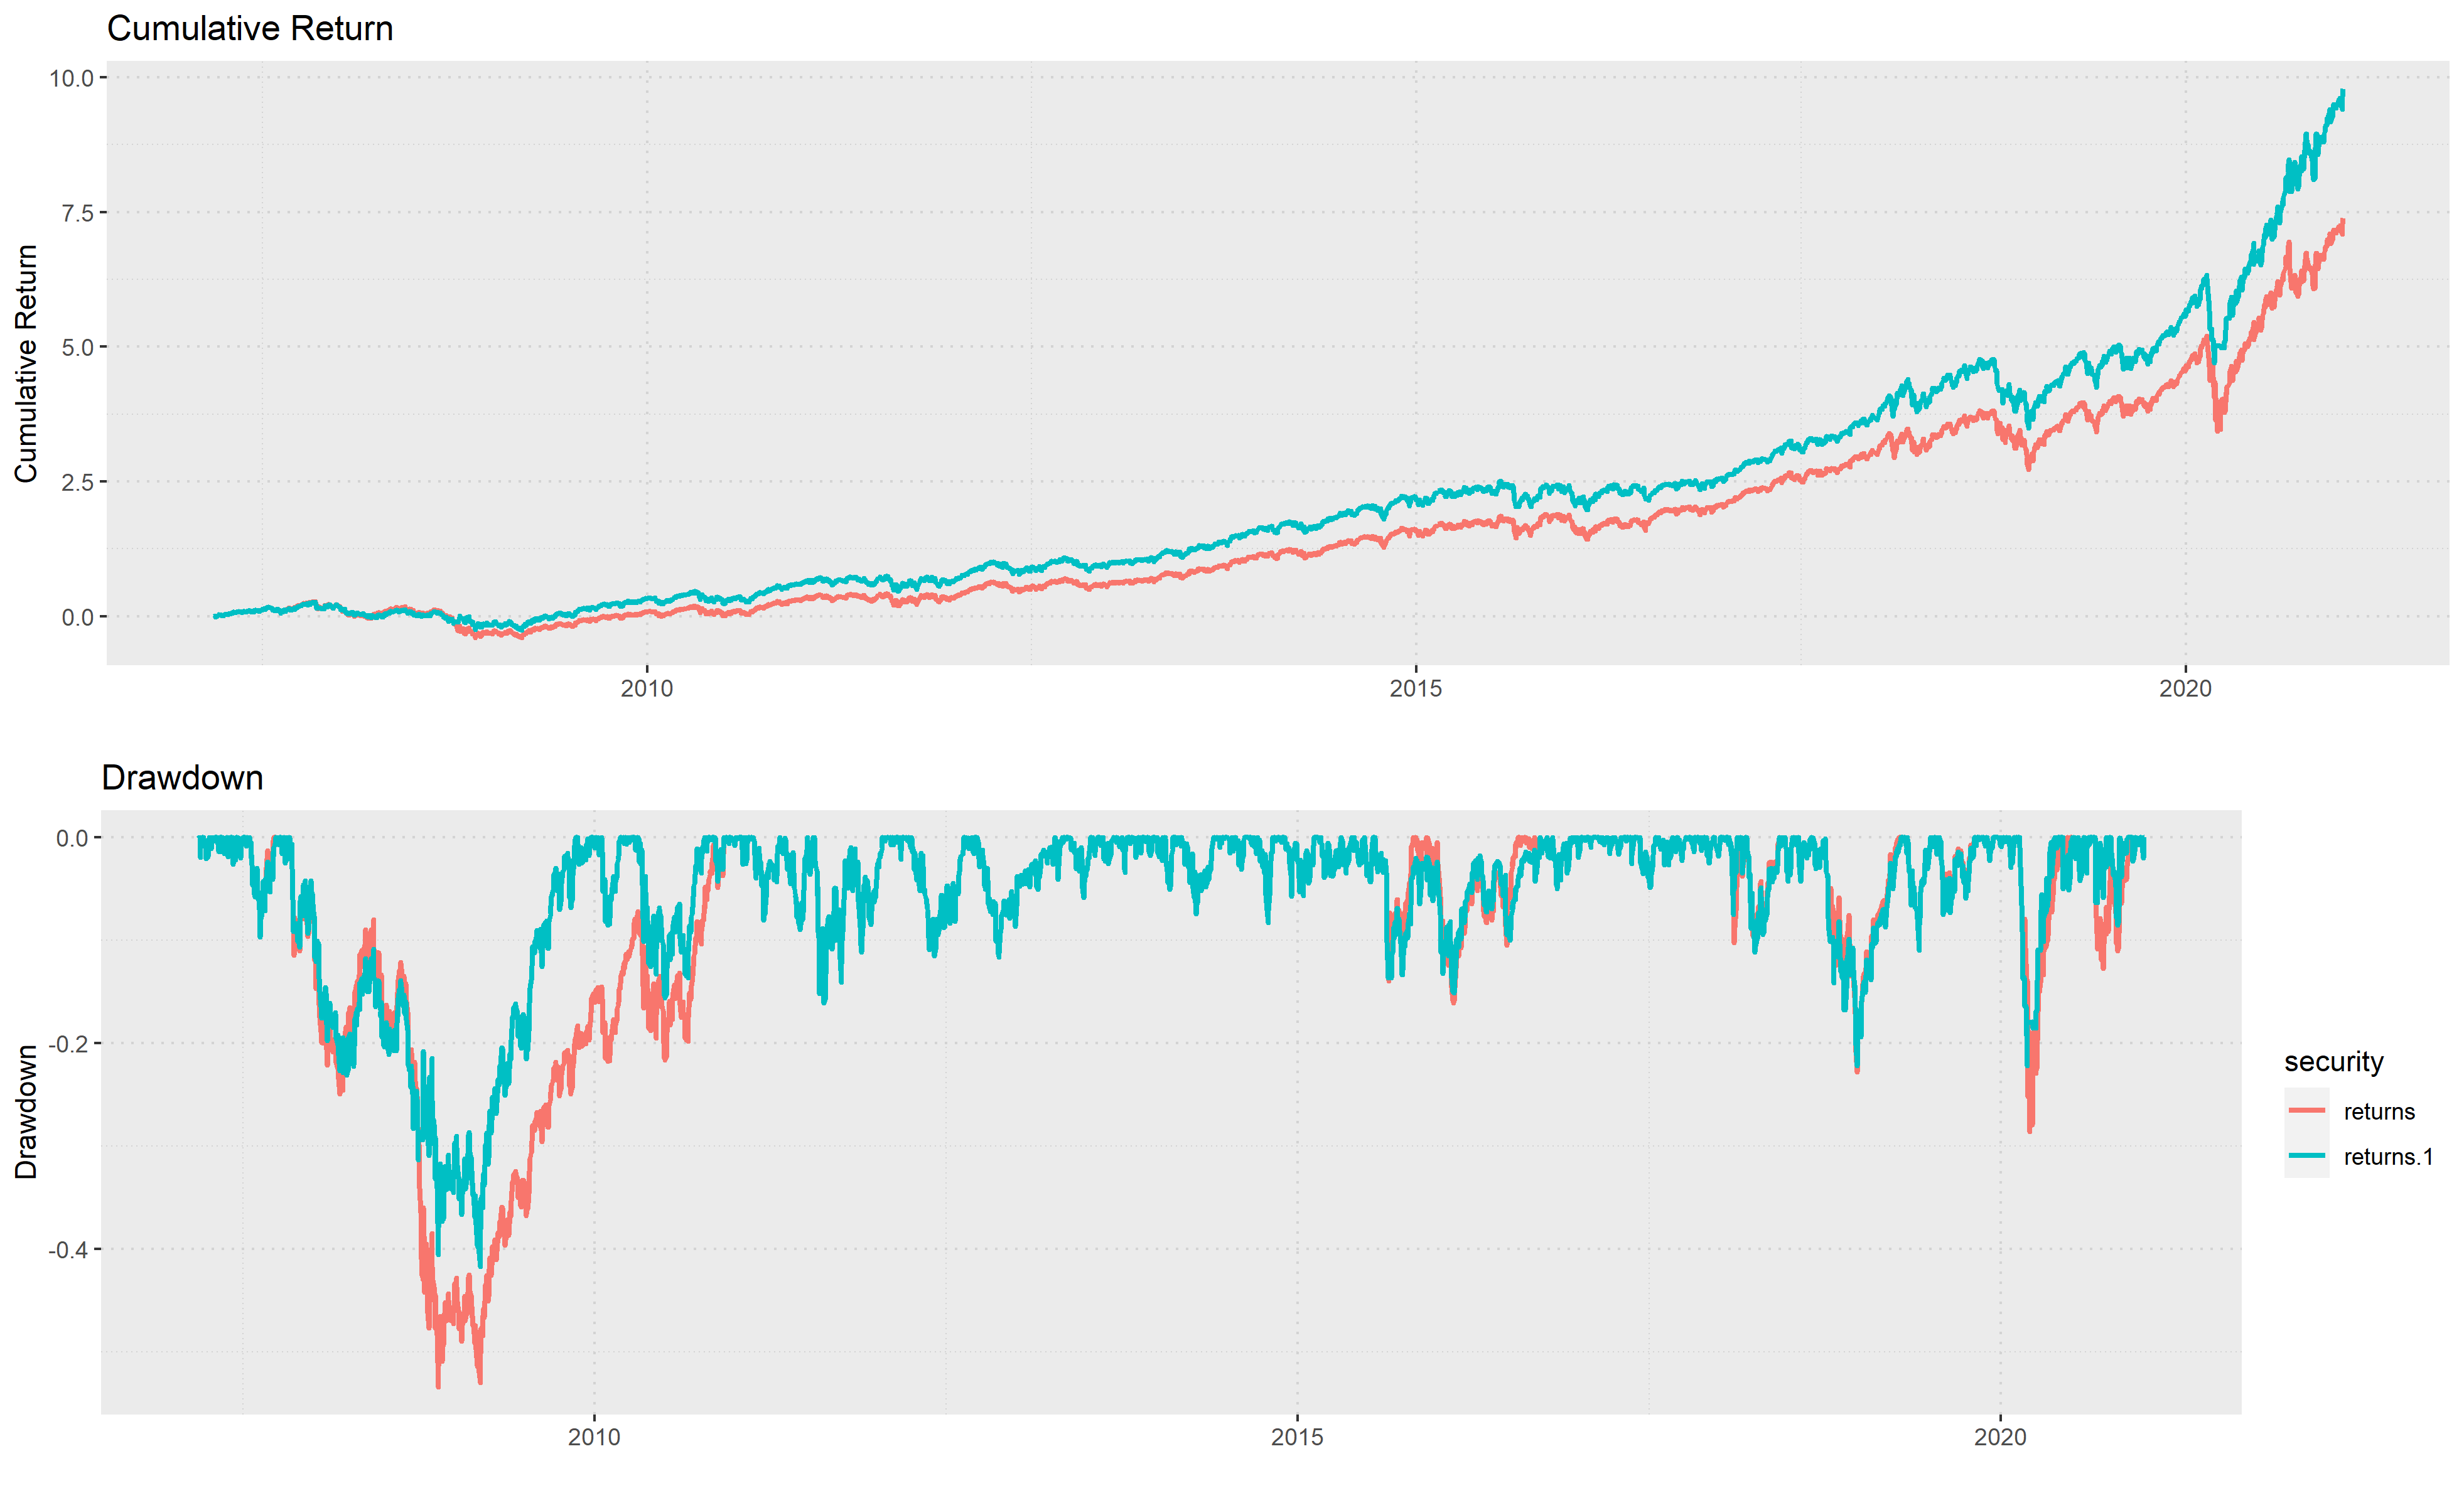 Cumulative Return
Cumulative Return
10.0
7.5
5.0
2.5
0.0
2010 2015 2020
Drawdown
Drawdown
0.0
-0.2
-0.4
2010 2015 2020
security
returns
returns.1